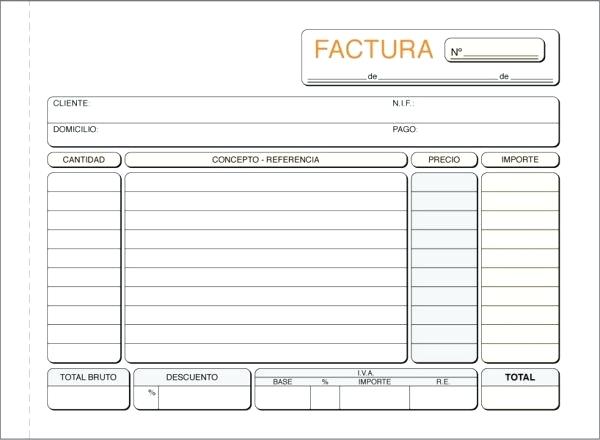 FACTURA Nº
de de
CLIENTE: N.I.F.:
DOMICILIO: PAGO:
CANTIDAD CONCEPTO - REFERENCIA PRECIO IMPORTE
TOTAL BRUTO DESCUENTO I.V.A. TOTAL
BASE % IMPORTE R.E.
%